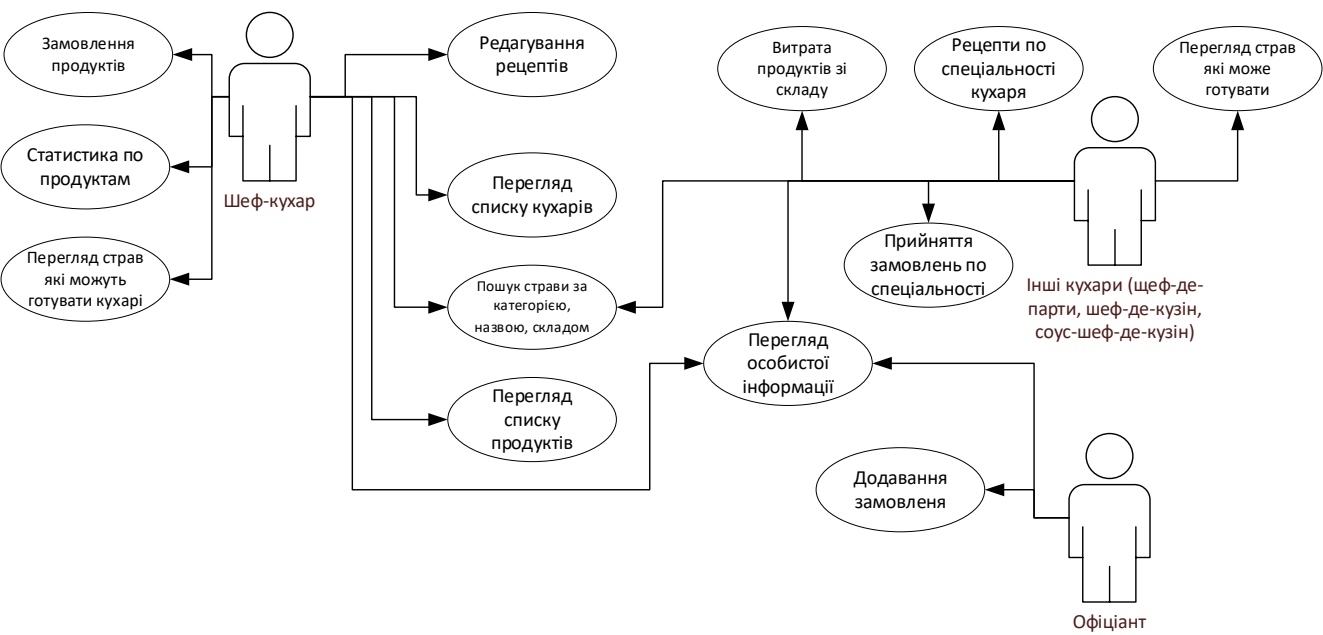 Замовлення
продуктів
Статистика по
продуктам
Перегляд страв
які можуть
готувати кухарі
Шеф-кухар
Редагування
рецептів
Перегляд
списку кухарів
Пошук страви за
категорією,
назвою, складом
Перегляд
списку
продуктів
Витрата
продуктів зі
складу
Рецепти по
спеціальності
кухаря
Перегляд страв
які може
готувати
Прийняття
замовлень по
спеціальності
Інші кухари (щеф-де-
парти, шеф-де-кузін,
соус-шеф-де-кузін)
Перегляд
особистої
інформації
Додавання
замовленя
Офіціант